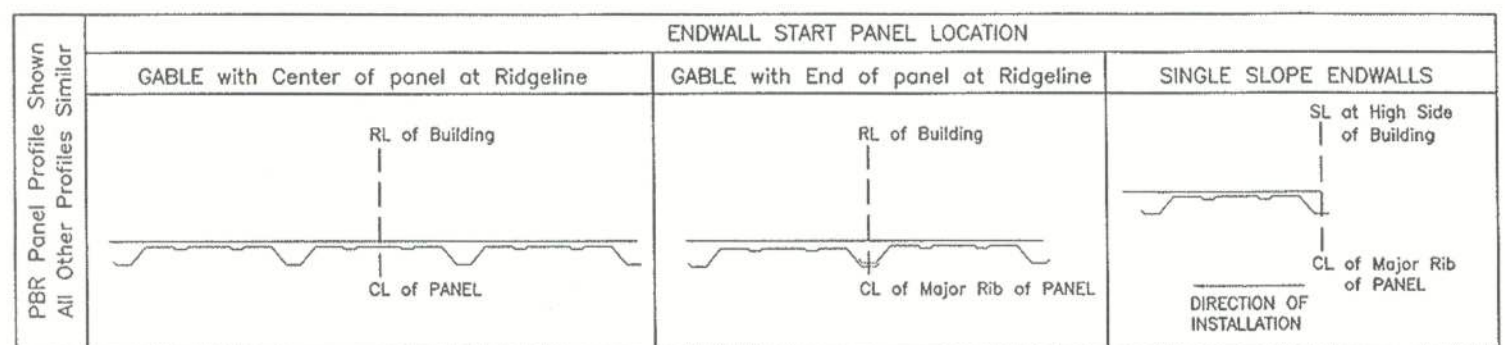 PBR Panel Profile Shown
All Other Profiles Similar
ENDWALL START PANEL LOCATION
GABLE with Center of panel at Ridgeline
RL of Building
CL of PANEL
GABLE with End of panel at Ridgeline
RL of Building
CL of Major Rib of PANEL
SINGLE SLOPE ENDWALLS
SL at High Side
of Building
CL of Major Rib
of PANEL
DIRECTION OF
INSTALLATION